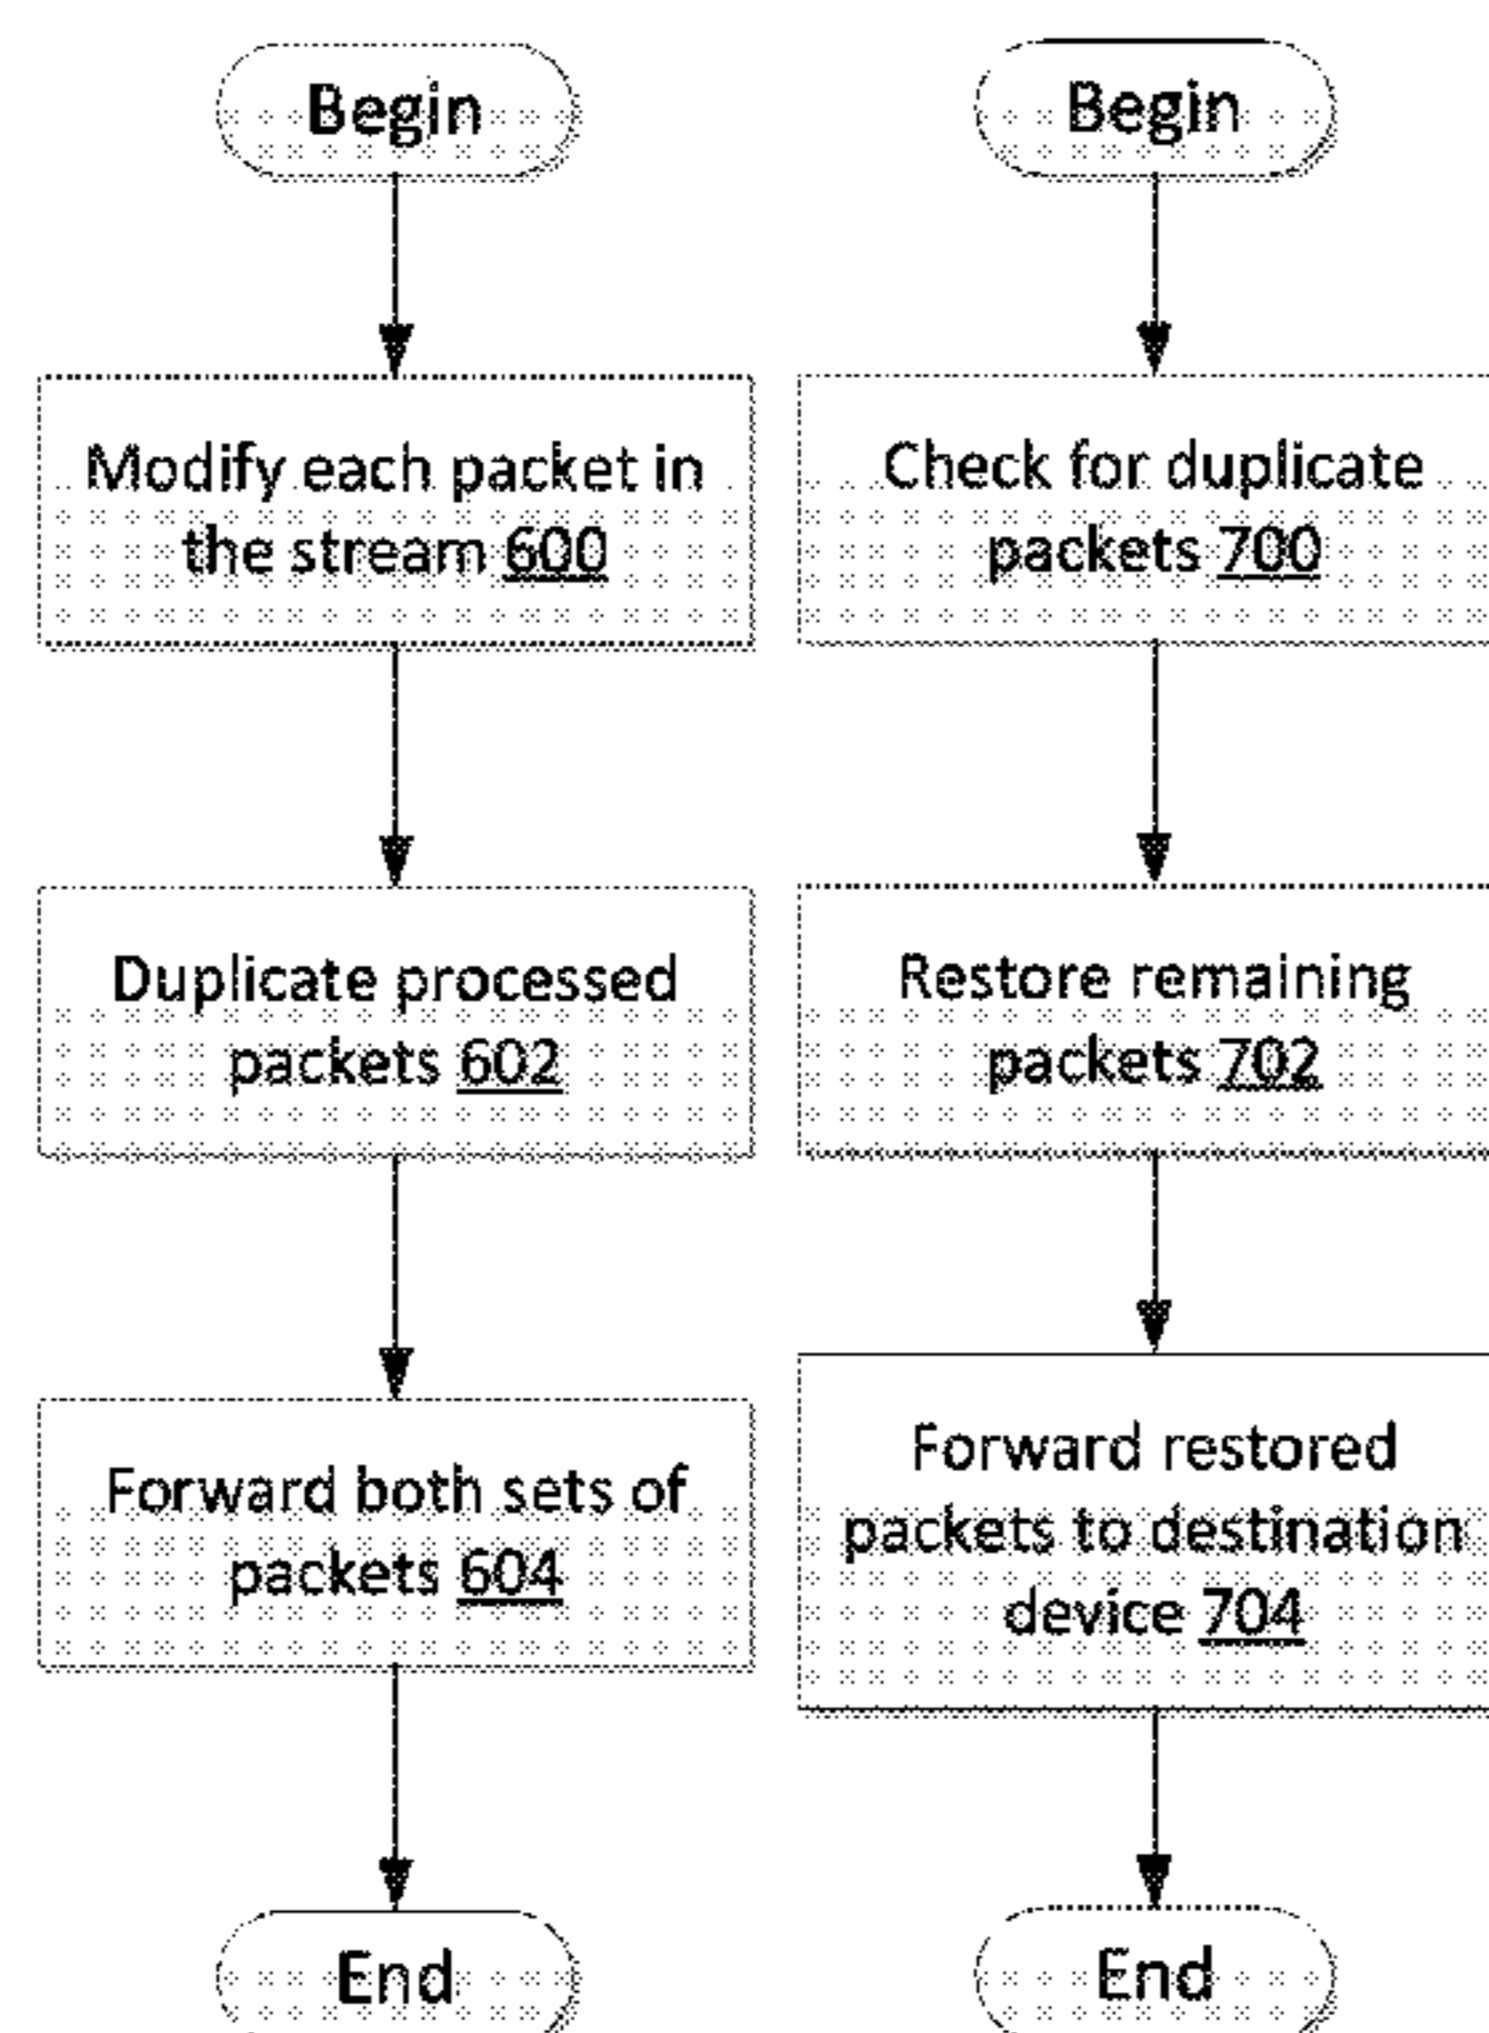 Begin
Modify each packet in
the stream 600
Duplicate processed
packets 602
Forward both sets of
packets 604
End
Begin
Check for duplicate
packets 700
Restore remaining
packets 702
Forward restored
packets to destination
device 704
End